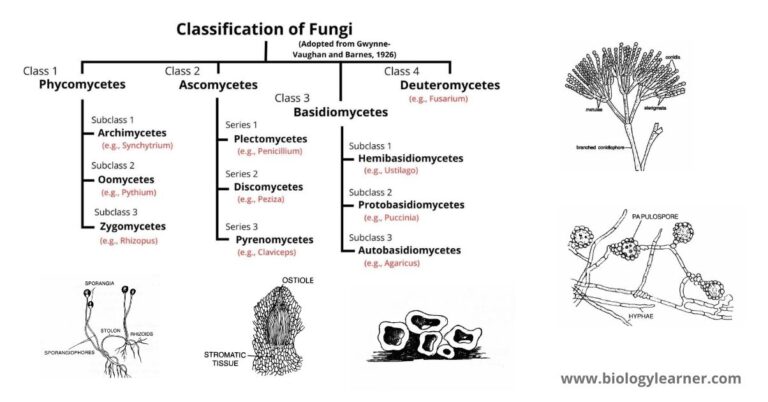 Classification of Fungi
(Adopted from Gwynne-
Vaughan and Barnes, 1926)
Class 1
Phycomycetes
Subclass 1
Archimycetes
(e.g., Synchytrium)
Subclass 2
Oomycetes
(e.g., Pythium)
Subclass 3
Zygomycetes
(e.g., Rhizopus)
Class 2
Ascomycetes
Series 1
Plectomycetes
(e.g., Penicillium)
Series 2
Discomycetes
(e.g., Peziza)
Series 3
Pyrenomycetes
(e.g., Claviceps)
Class 3
Basidiomycetes
Subclass 1
Hemibasidiomycetes
(e.g., Ustilago)
Subclass 2
Protobasidiomycetes
(e.g., Puccinia)
Subclass 3
Autobasidiomycetes
(e.g., Agaricus)
Class 4
Deuteromycetes
(e.g., Fusarium)
conidia
metulae
sterigmata
branched conidiophore
PAPULOSPORE
HYPHAE
SPORANGIA
STOLON
RHIZOIDS
SPORANGIOPHORES
OSTIOLE
STROMATIC
TISSUE
www.biologylearner.com